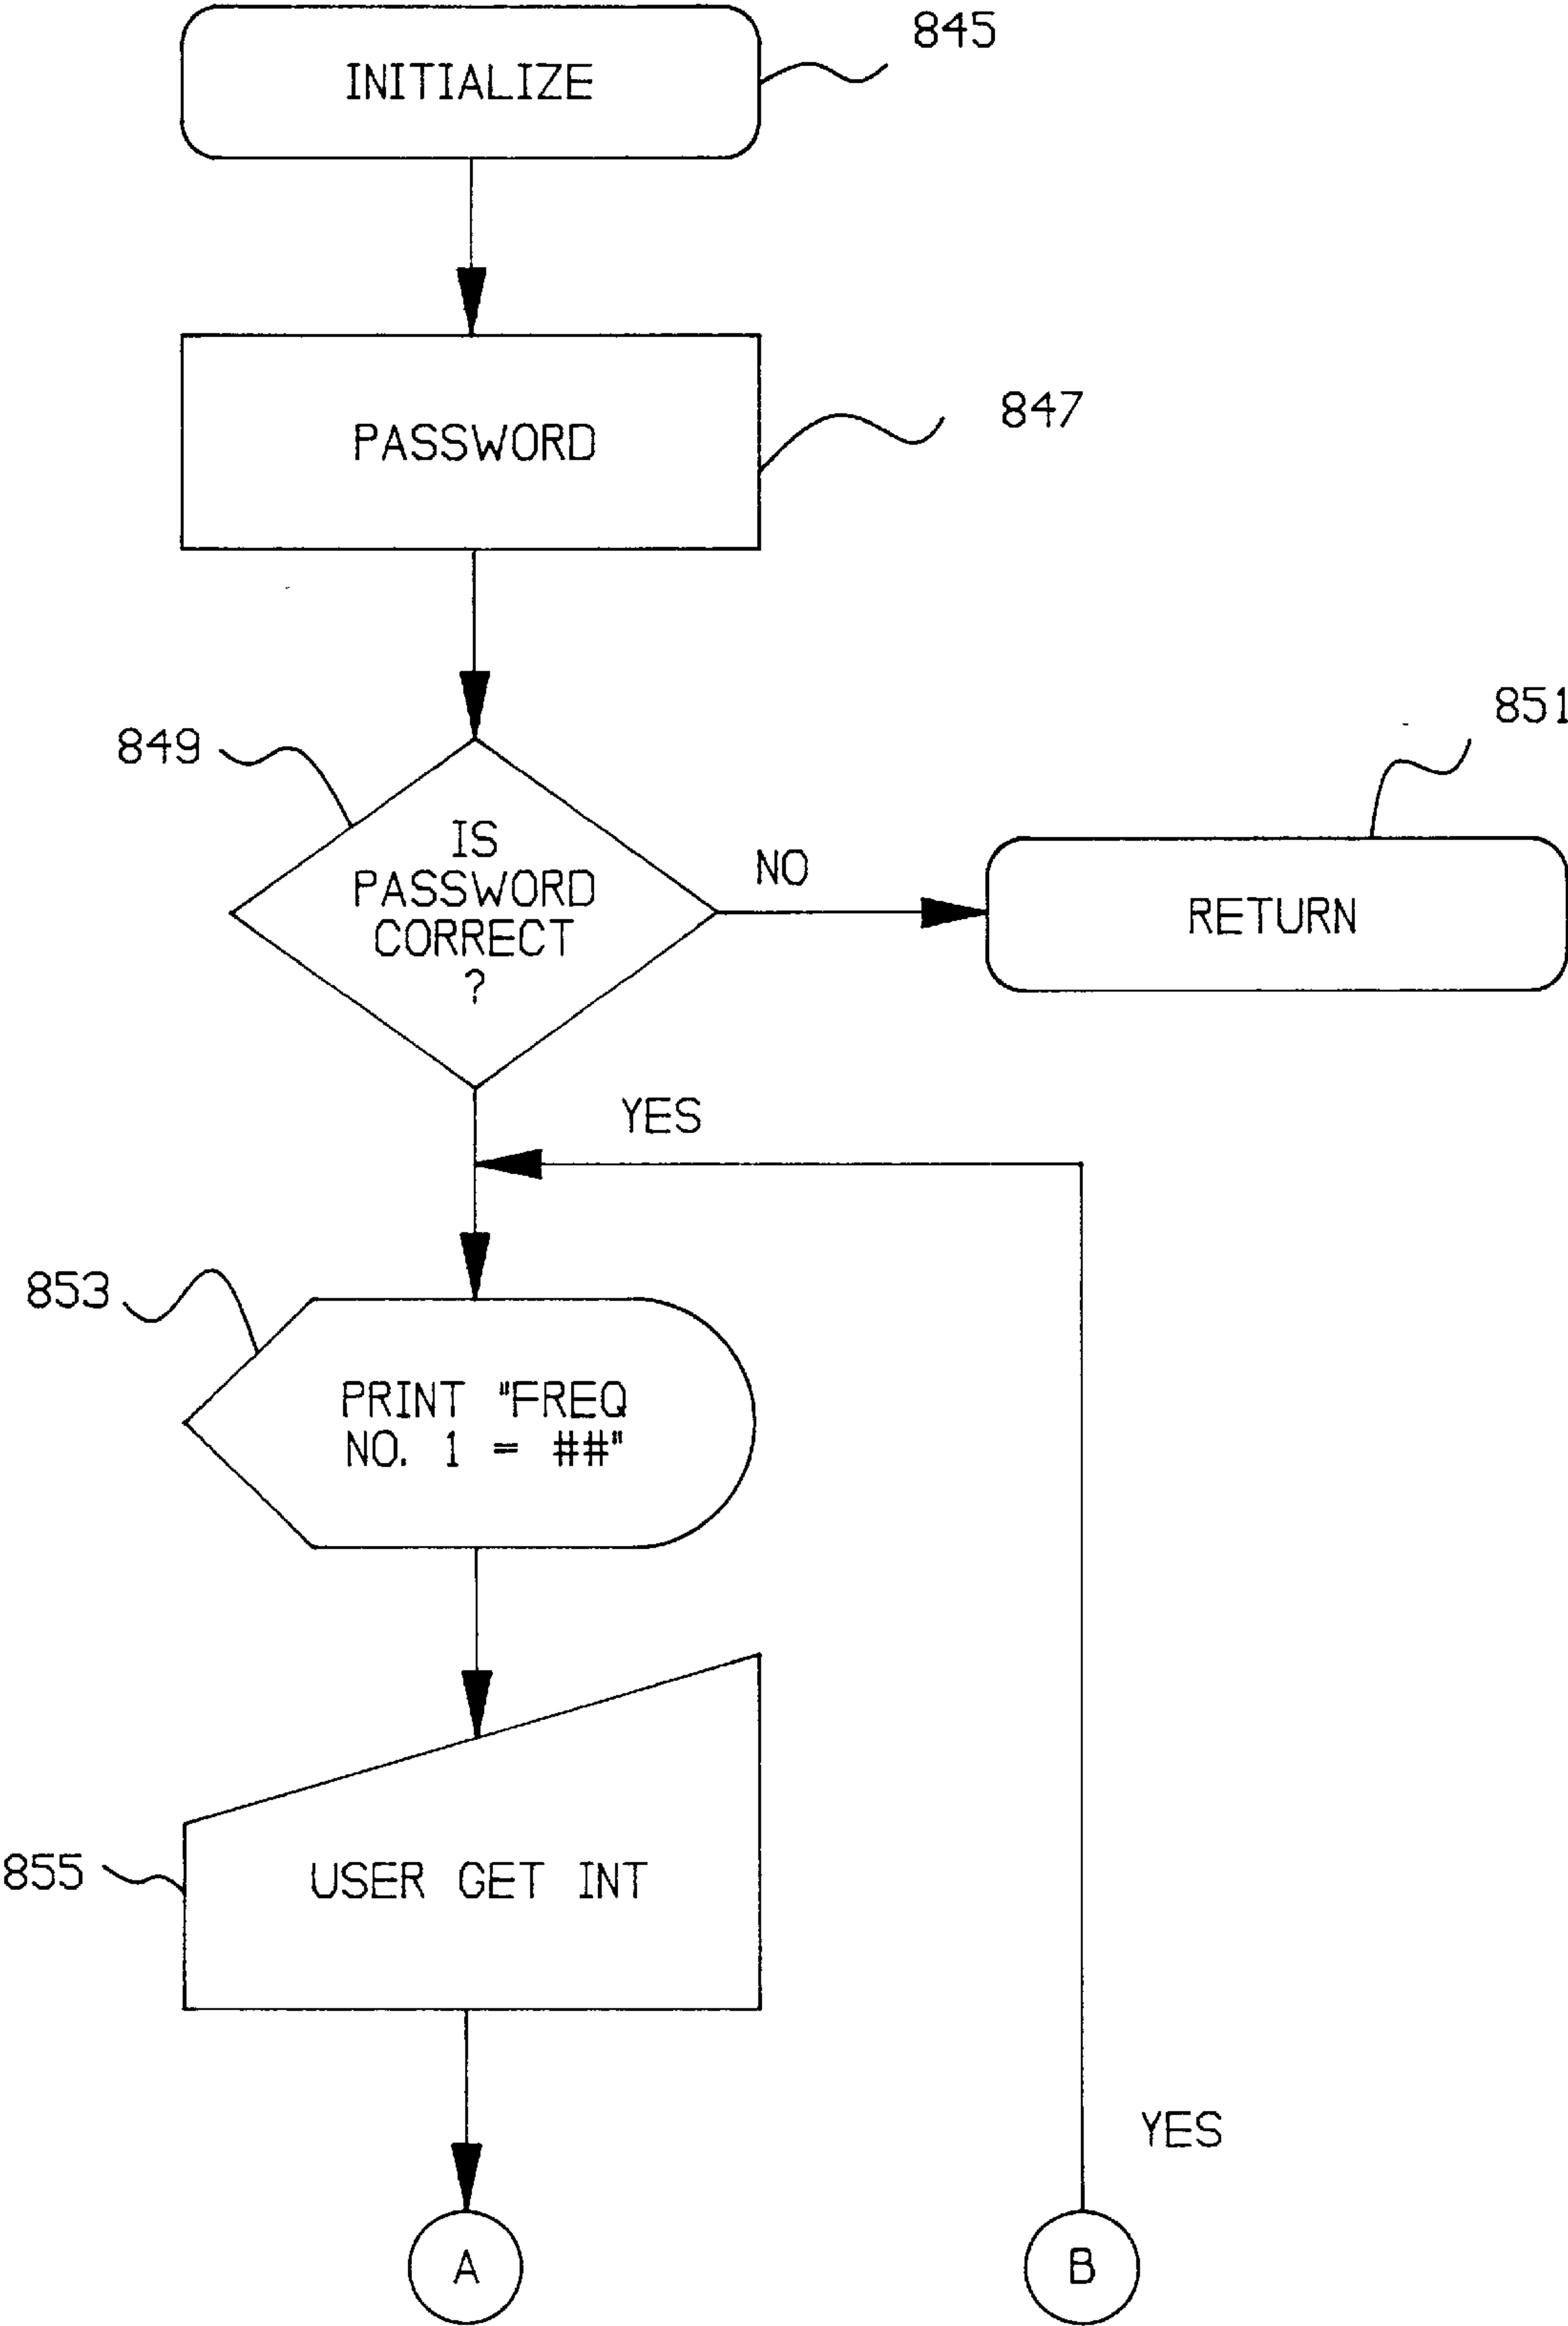 845
INITIALIZE
847
PASSWORD
849
851
IS
PASSWORD
CORRECT
?
NO
RETURN
YES
853
PRINT "FREQ
NO. 1 = ##"
855
USER GET INT
YES
A
B